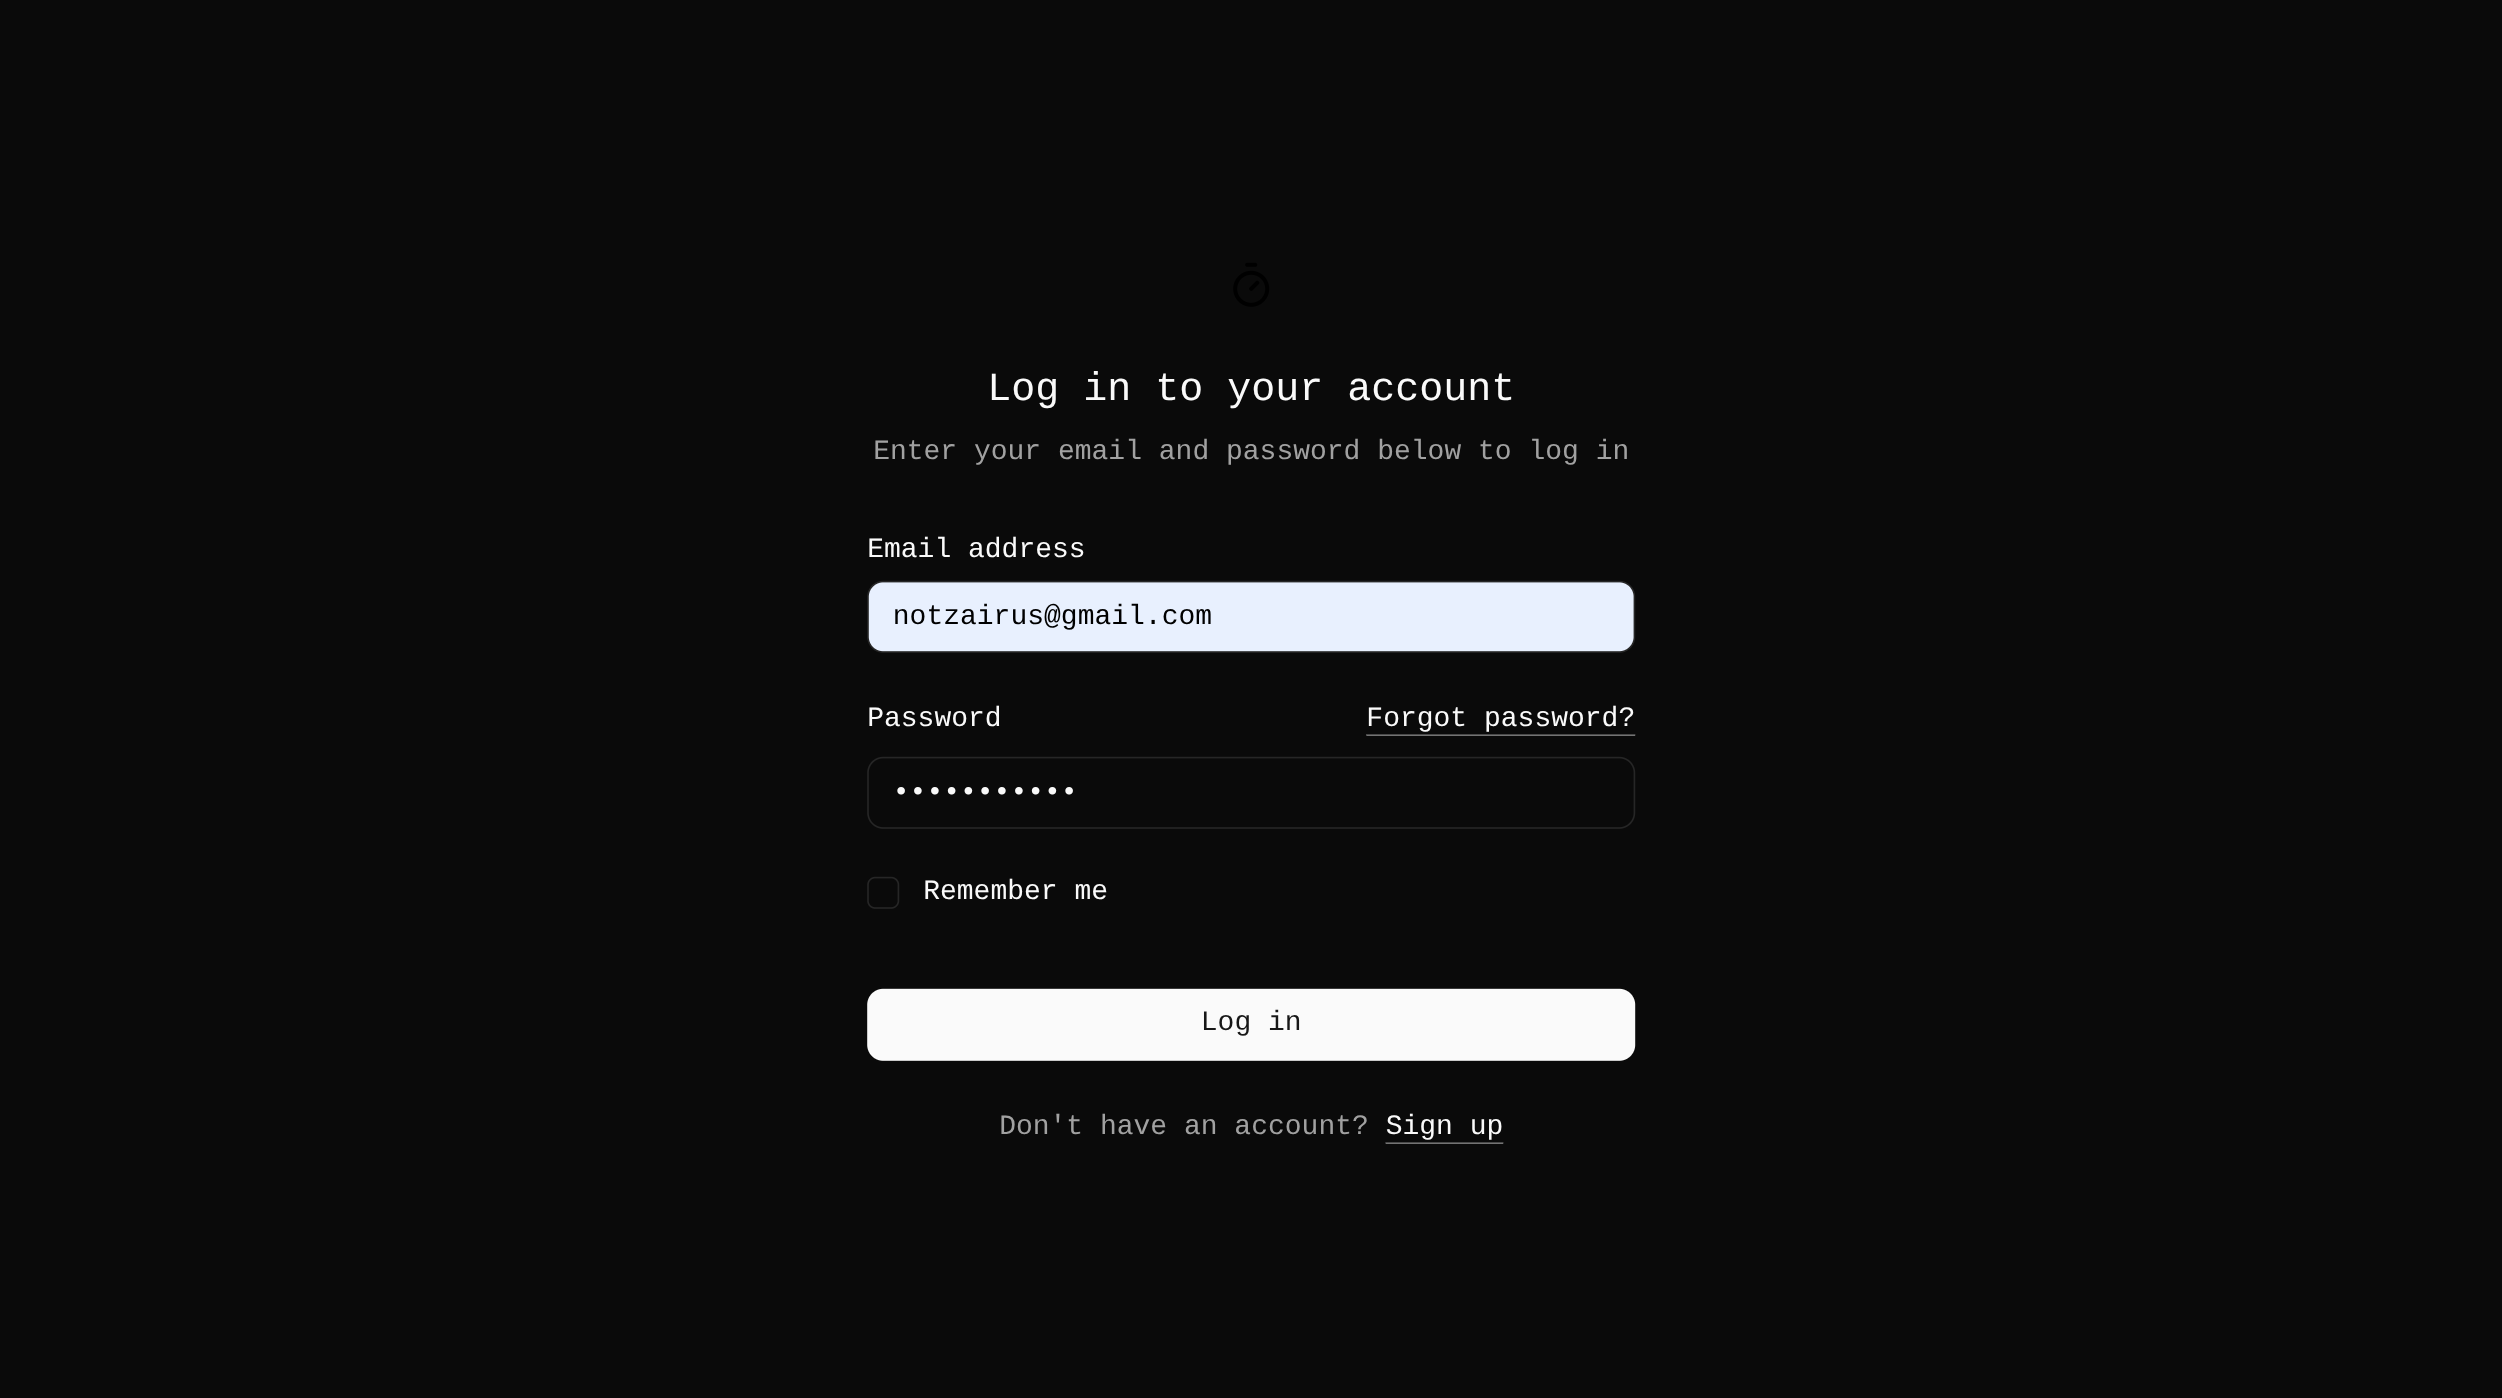 Log in to your account
Enter your email and password below to log in
Email address
notzairus@gmail.com
Password Forgot password?
•••••••••••
Remember me
Log in
Don't have an account? Sign up